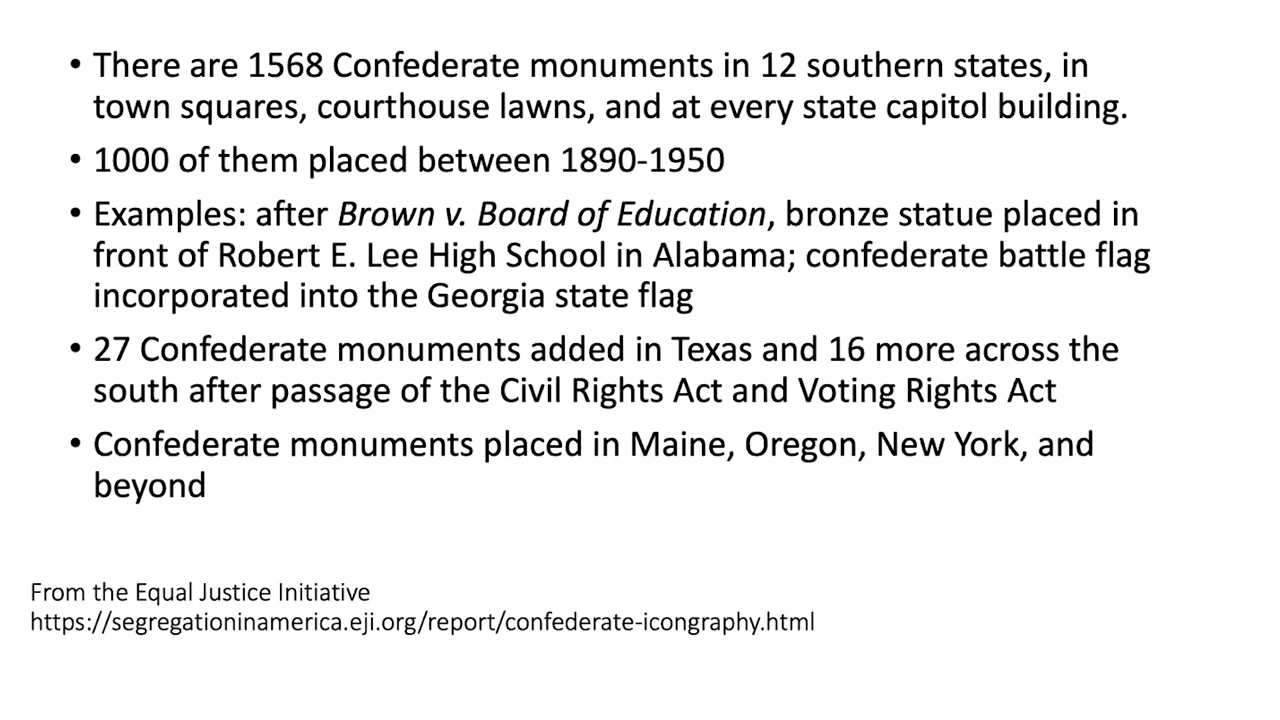 • There are 1568 Confederate monuments in 12 southern states, in
town squares, courthouse lawns, and at every state capitol building.
• 1000 of them placed between 1890-1950
• Examples: after Brown v. Board of Education, bronze statue placed in
front of Robert E. Lee High School in Alabama; confederate battle flag
incorporated into the Georgia state flag
• 27 Confederate monuments added in Texas and 16 more across the
south after passage of the Civil Rights Act and Voting Rights Act
• Confederate monuments placed in Maine, Oregon, New York, and
beyond
From the Equal Justice Initiative
https://segregationinamerica.eji.org/report/confederate-icongraphy.html